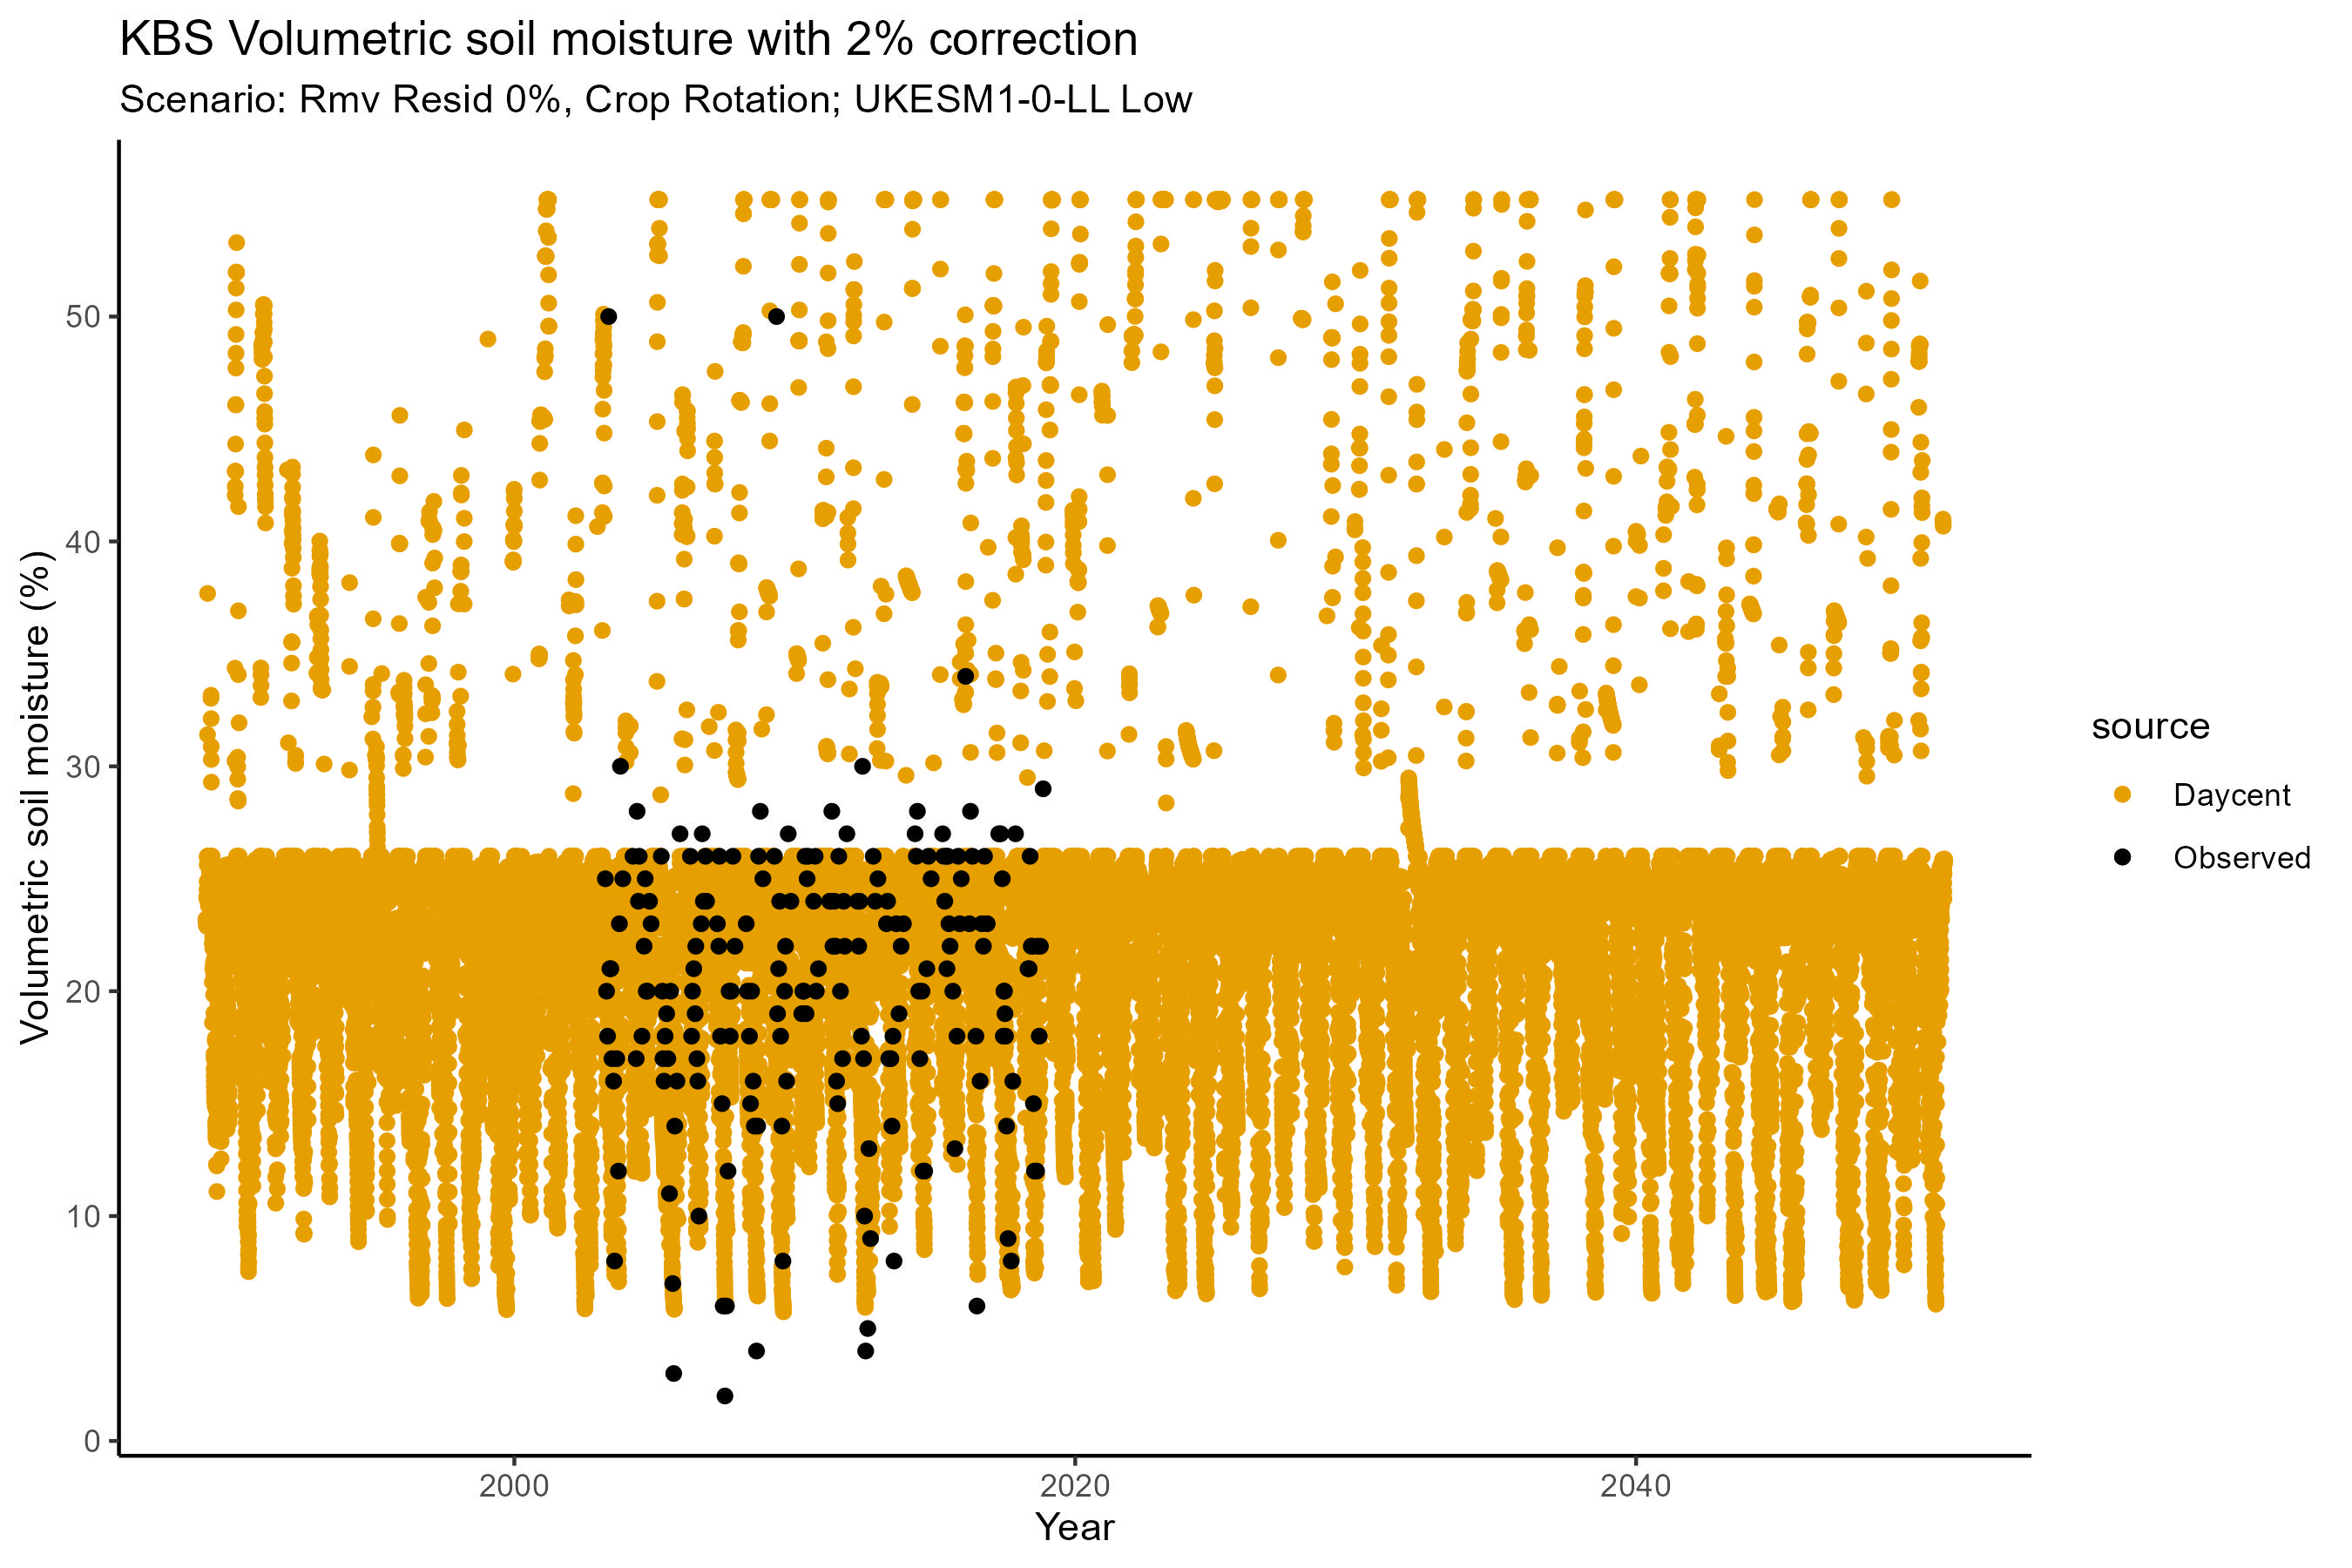 KBS Volumetric soil moisture with 2% correction
Scenario: Rmv Resid 0%, Crop Rotation; UKESM1-0-LL Low
Volumetric soil moisture (%)
50
40
30
20
10
0
2000
2020
2040
Year
source
Daycent
Observed